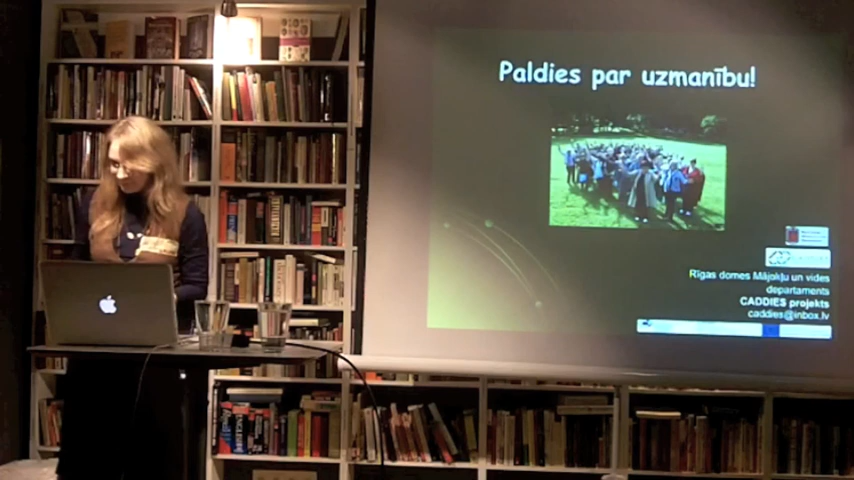 Paldies par uzmanību!
Rīgas domes Mājokļu un vides
departaments
CADDIES projekts
caddies@inbox.lv